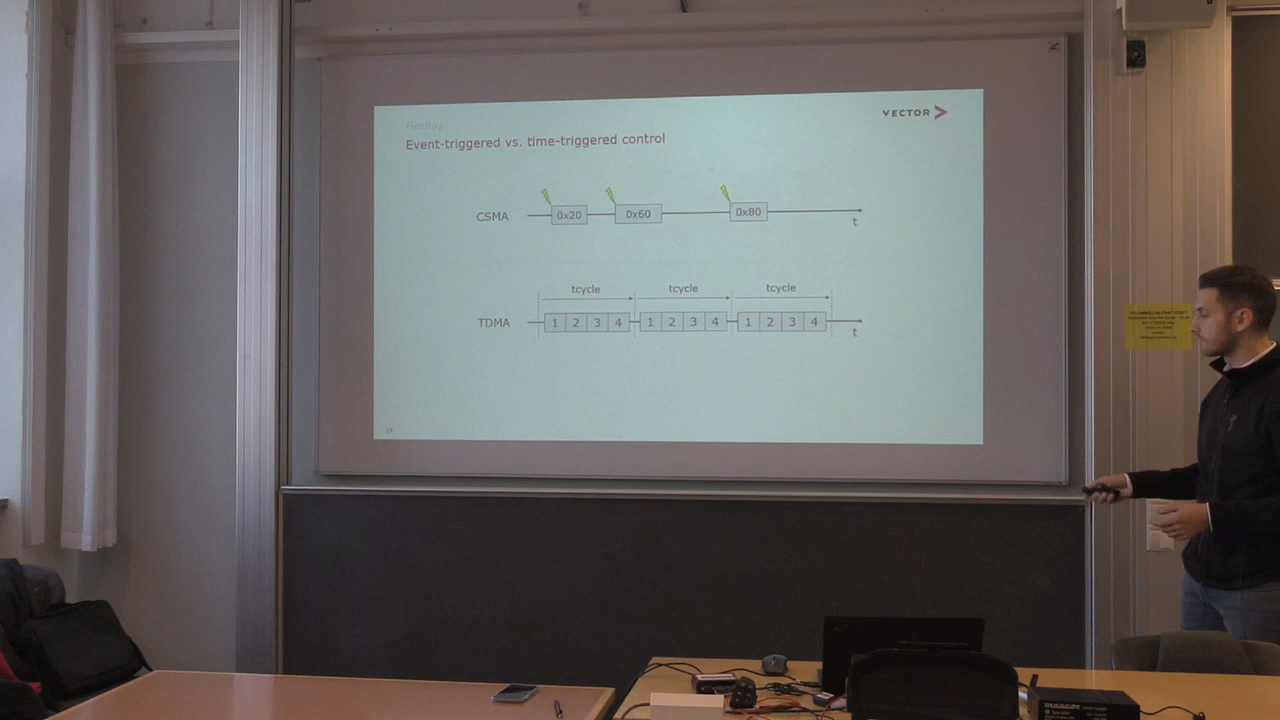 FlexRay
Event-triggered vs. time-triggered control
VECTOR
CSMA
0x20
0x60
0x80
t
tcycle
tcycle
tcycle
TDMA
1 2 3 4
1 2 3 4
1 2 3 4
t